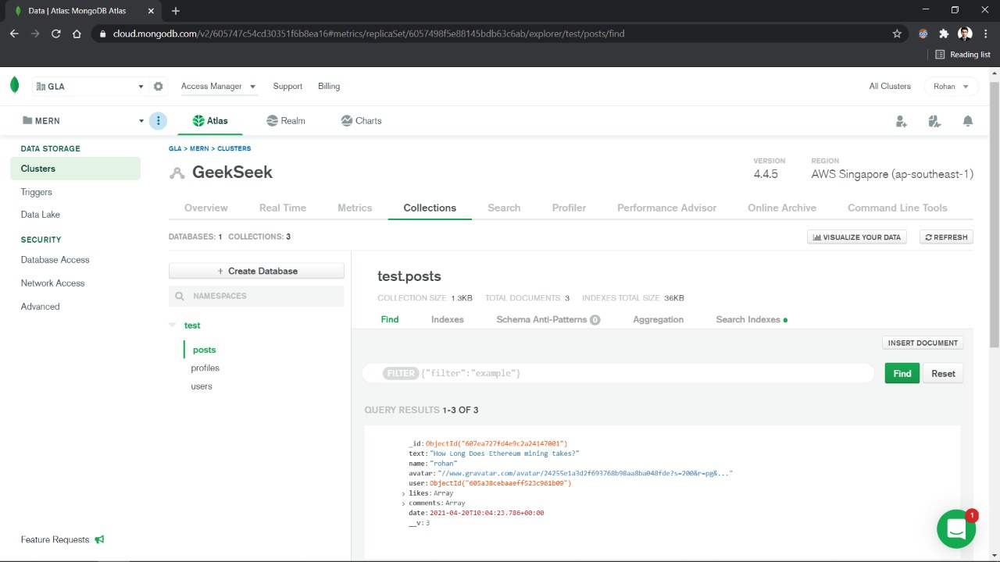 Data | Atlas: MongoDB Atlas
cloud.mongodb.com/v2/605747c54cd30351f6b8ea16#metrics/replicaSet/6057498f5e88145bdb63c6ab/explorer/test/posts/find
Reading list
GLA
Access Manager
Support
Billing
All Clusters
Rohan
MERN
Atlas
Realm
Charts
DATA STORAGE
Clusters
Triggers
Data Lake
SECURITY
Database Access
Network Access
Advanced
Feature Requests
GLA > MERN > CLUSTERS
GeekSeek
VERSION
4.4.5
REGION
AWS Singapore (ap-southeast-1)
Overview
Real Time
Metrics
Collections
Search
Profiler
Performance Advisor
Online Archive
Command Line Tools
DATABASES: 1 COLLECTIONS: 3
VISUALIZE YOUR DATA
REFRESH
+ Create Database
NAMESPACES
test
posts
profiles
users
test.posts
COLLECTION SIZE: 1.3KB TOTAL DOCUMENTS: 3 INDEXES TOTAL SIZE: 36KB
Find
Indexes
Schema Anti-Patterns 0
Aggregation
Search Indexes
INSERT DOCUMENT
FILTER {"filter":"example"}
Find
Reset
QUERY RESULTS 1-3 OF 3
_id: ObjectId("607ea727fd4e9c2a24147001")
text: "How Long Does Ethereum mining takes?"
name: "rohan"
avatar: "//www.gravatar.com/avatar/24255e1a3d2f693768b98aa8ba048fde?s=200&r=pg&..."
user: ObjectId("605a38cebaaeff523c961b09")
likes: Array
comments: Array
date: 2021-04-20T10:04:23.786+00:00
__v: 3
1